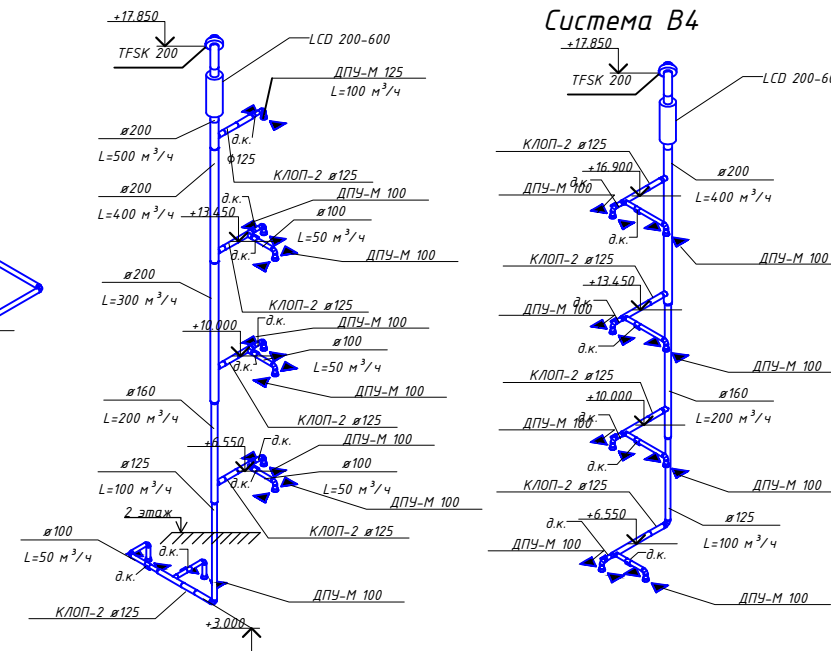 Система В4
+17.850
TFSK 200
LCD 200-600
ДПУ-М 125
L=100 м³/ч
ø200
L=500 м³/ч
д.к.
ф125
КЛОП-2 ø125
ø200
L=400 м³/ч
ДПУ-М 100
д.к.
+13.450
ø100
L=50 м³/ч
д.к.
ДПУ-М 100
ø200
L=300 м³/ч
КЛОП-2 ø125
д.к.
ДПУ-М 100
+10.000
ø100
д.к.
L=50 м³/ч
ДПУ-М 100
ø160
L=200 м³/ч
КЛОП-2 ø125
+6.550
д.к.
ДПУ-М 100
ø125
L=100 м³/ч
д.к.
ø100
L=50 м³/ч
ДПУ-М 100
2 этаж
КЛОП-2 ø125
ø100
L=50 м³/ч
д.к.
д.к.
ДПУ-М 100
КЛОП-2 ø125
+3.000
+17.850
TFSK 200
LCD 200-60
КЛОП-2 ø125
+16.900
ДПУ-М 100
д.к.
ø200
L=400 м³/ч
д.к.
ДПУ-М 100
КЛОП-2 ø125
+13.450
ДПУ-М 100
д.к.
д.к.
ДПУ-М 100
КЛОП-2 ø125
+10.000
ø160
L=200 м³/ч
ДПУ-М 100
д.к.
д.к.
ДПУ-М 100
КЛОП-2 ø125
+6.550
д.к.
ø125
L=100 м³/ч
ДПУ-М 100
д.к.
ДПУ-М 100